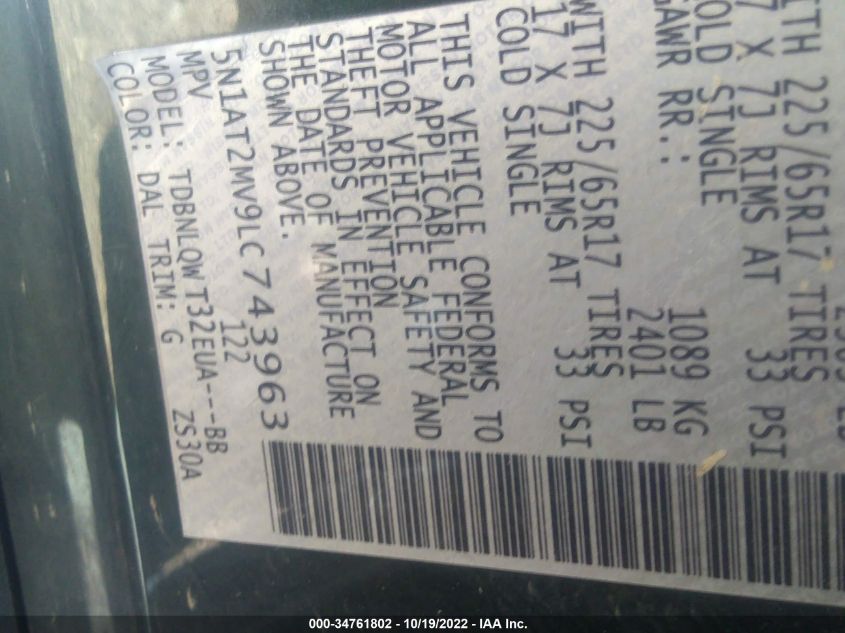 ITH 225/65R17 TIRES
7 X 7J RIMS AT 33 PSI
OLD SINGLE
GAWR RR.: 1089 KG
2401 LB
WITH 225/65R17 TIRES
17 X 7J RIMS AT 33 PSI
COLD SINGLE
THIS VEHICLE CONFORMS TO
ALL APPLICABLE FEDERAL
MOTOR VEHICLE SAFETY AND
THEFT PREVENTION
STANDARDS IN EFFECT ON
THE DATE OF MANUFACTURE
SHOWN ABOVE.
5N1AT2MV9LC743963
MPV 122
MODEL: TDBNLQW T32EUA---BB
COLOR: DAL TRIM: G ZS30A
000-34761802 - 10/19/2022 - IAA Inc.